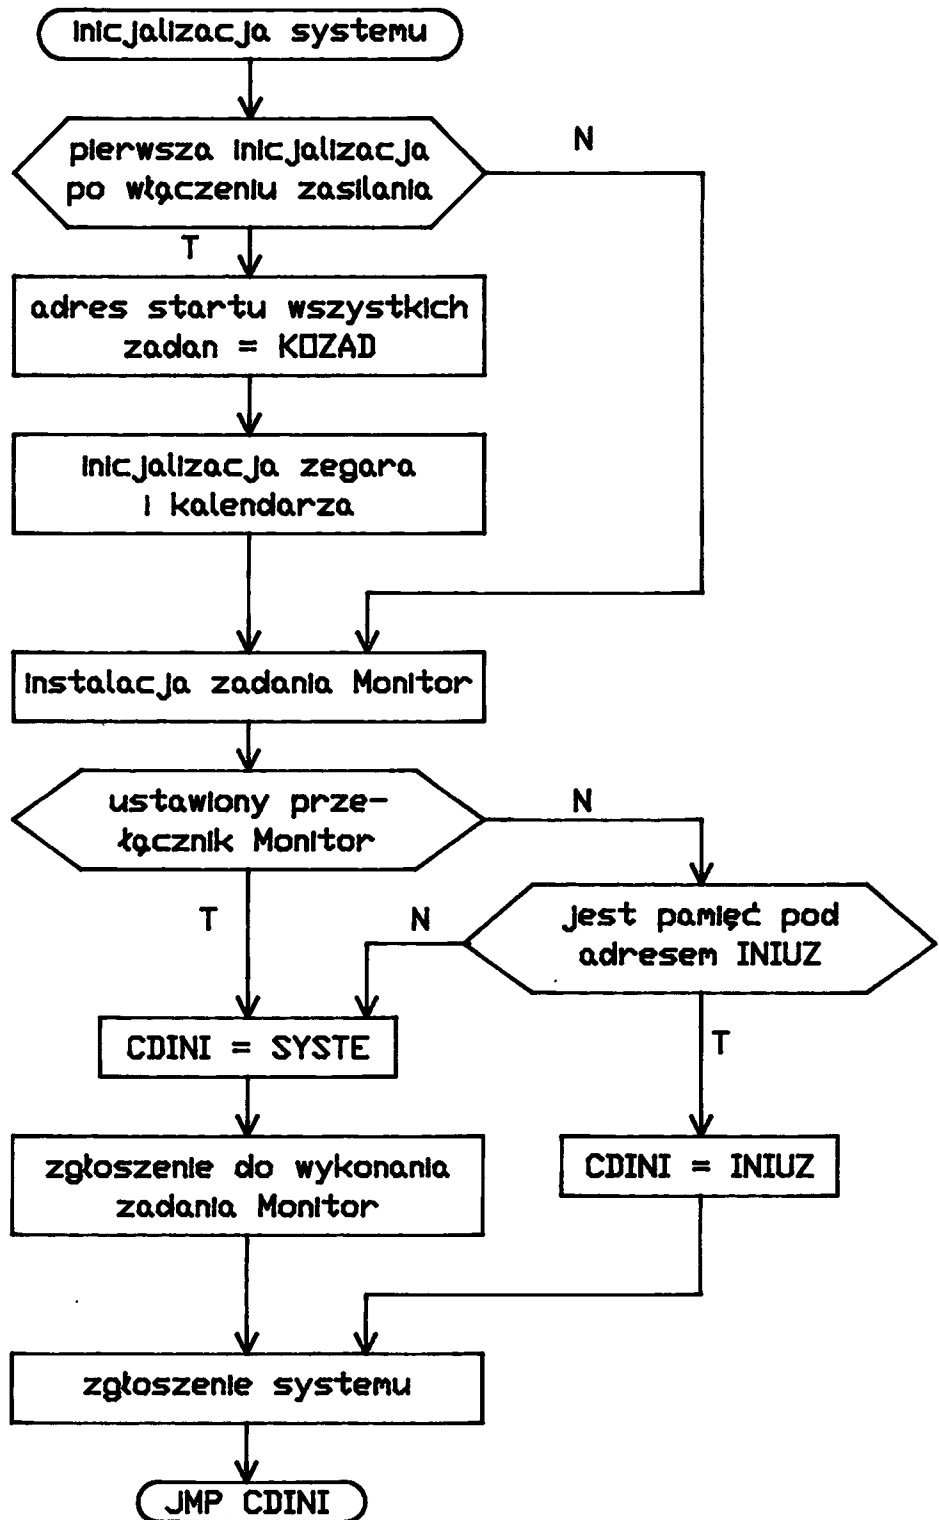 inicjalizacja systemu
pierwsza inicjalizacja
po włączeniu zasilania
N
T
adres startu wszystkich
zadan = KOZAD
inicjalizacja zegara
i kalendarza
instalacja zadania Monitor
ustawiony prze-
łącznik Monitor
N
T
jest pamięć pod
adresem INIUZ
N
T
CDINI = SYSTE
zgłoszenie do wykonania
zadania Monitor
CDINI = INIUZ
zgłoszenie systemu
JMP CDINI